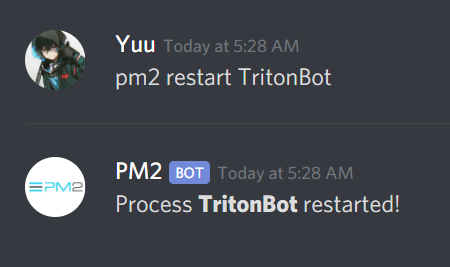 Yuu Today at 5:28 AM
pm2 restart TritonBot
PM2 BOT Today at 5:28 AM
PM2
Process TritonBot restarted!